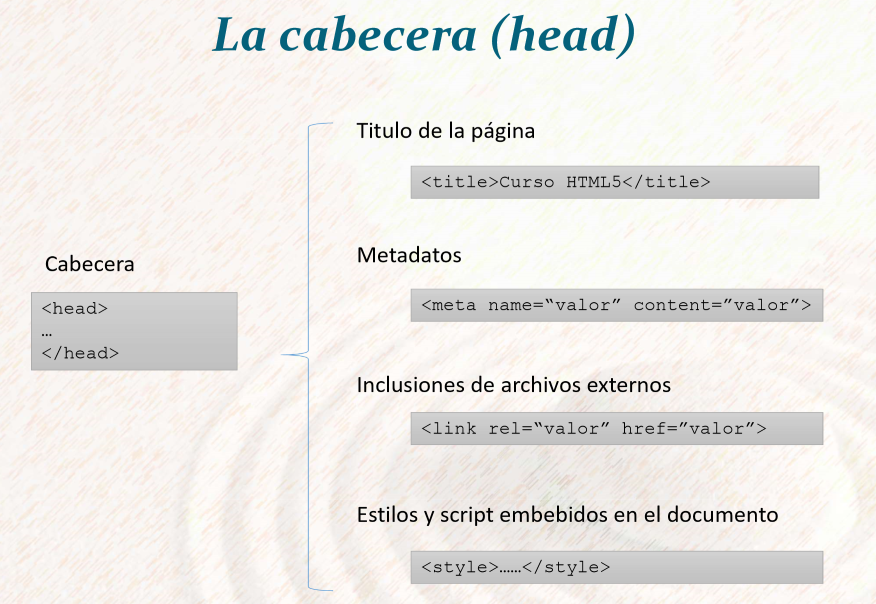 La cabecera (head)
Titulo de la página
<title>Curso HTML5</title>
Cabecera
<head>
…
</head>
Metadatos
<meta name=“valor” content=”valor”>
Inclusiones de archivos externos
<link rel=“valor” href=”valor”>
Estilos y script embebidos en el documento
<style>……</style>